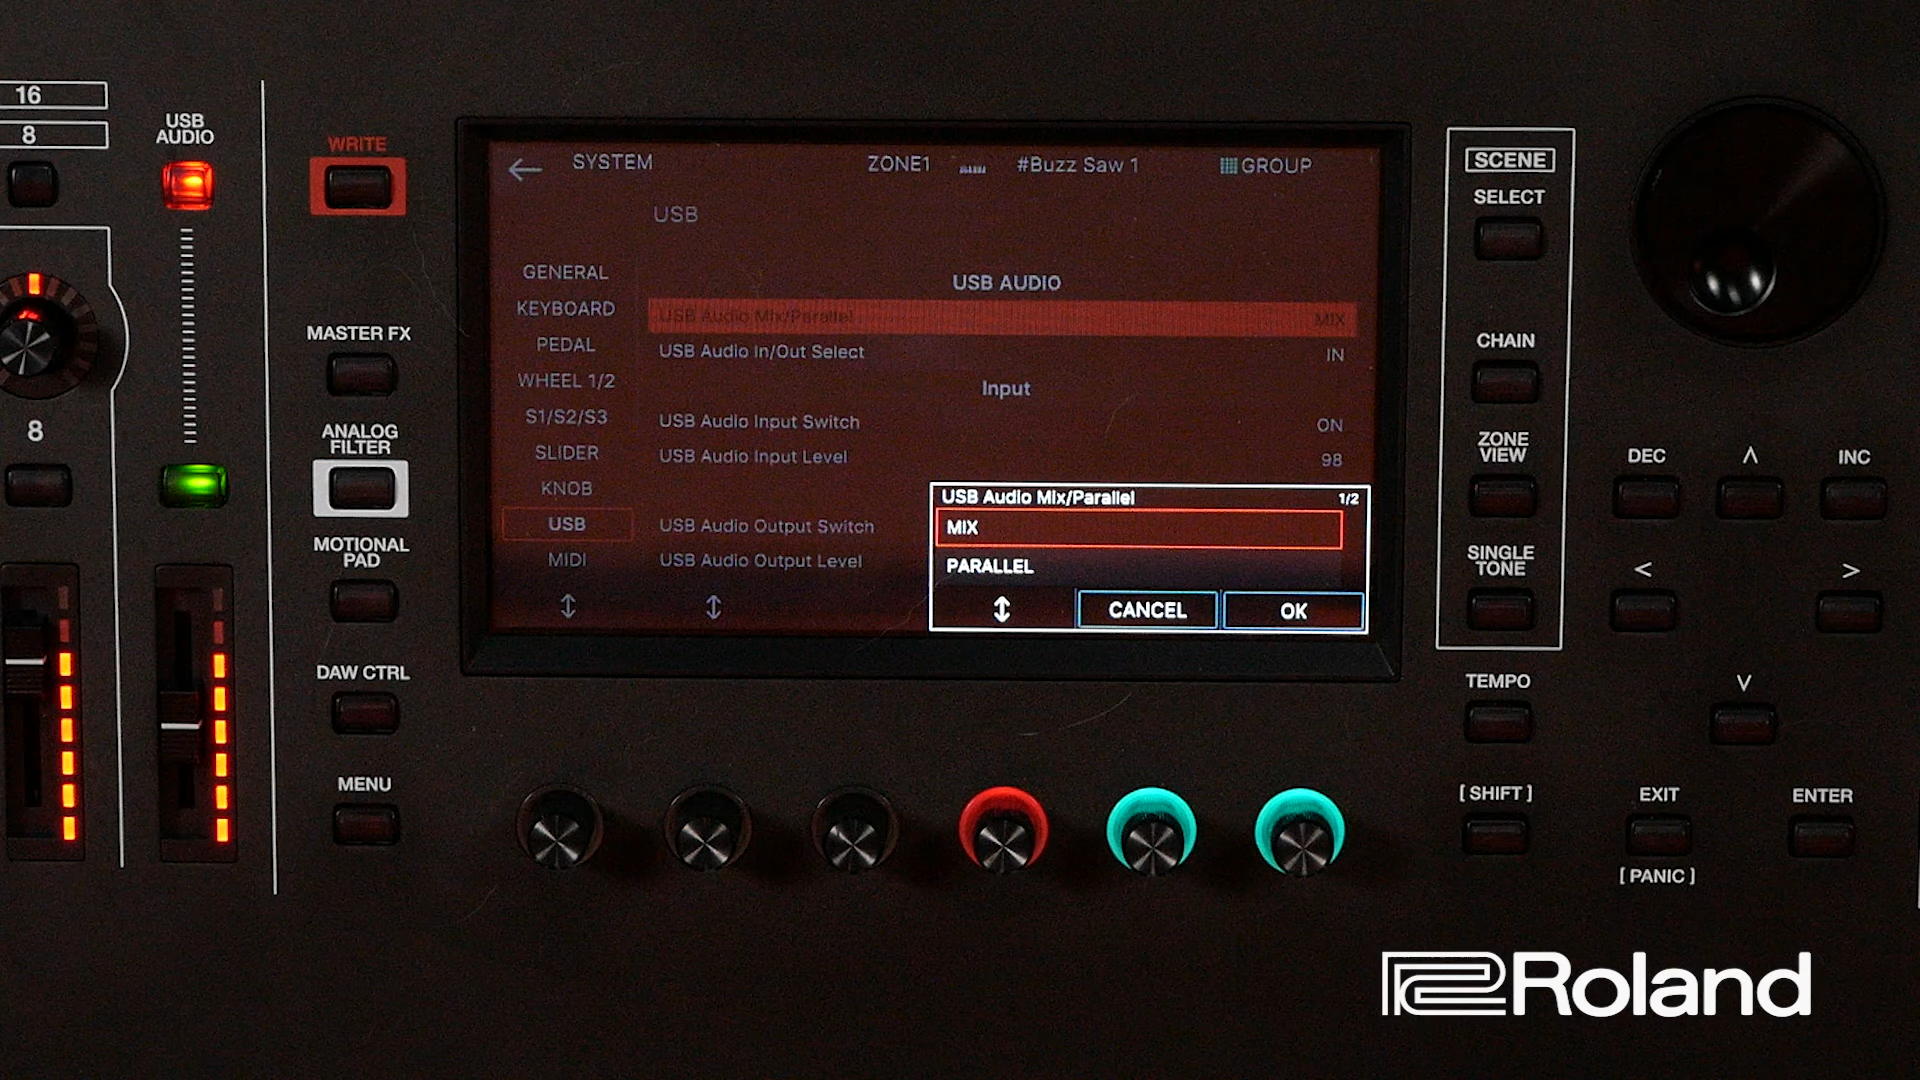 16
8
USB
AUDIO
8
WRITE
MASTER FX
ANALOG
FILTER
MOTIONAL
PAD
DAW CTRL
MENU
SYSTEM
ZONE1
#Buzz Saw 1
GROUP
USB
GENERAL
KEYBOARD
PEDAL
WHEEL 1/2
S1/S2/S3
SLIDER
KNOB
USB
MIDI
USB AUDIO
USB Audio Mix/Parallel MIX
USB Audio In/Out Select IN
Input
USB Audio Input Switch ON
USB Audio Input Level 98
USB Audio Output Switch
USB Audio Output Level
USB Audio Mix/Parallel 1/2
MIX
PARALLEL
CANCEL
OK
SCENE
SELECT
CHAIN
ZONE
VIEW
SINGLE
TONE
TEMPO
[SHIFT]
DEC
INC
EXIT
[PANIC]
ENTER
Roland